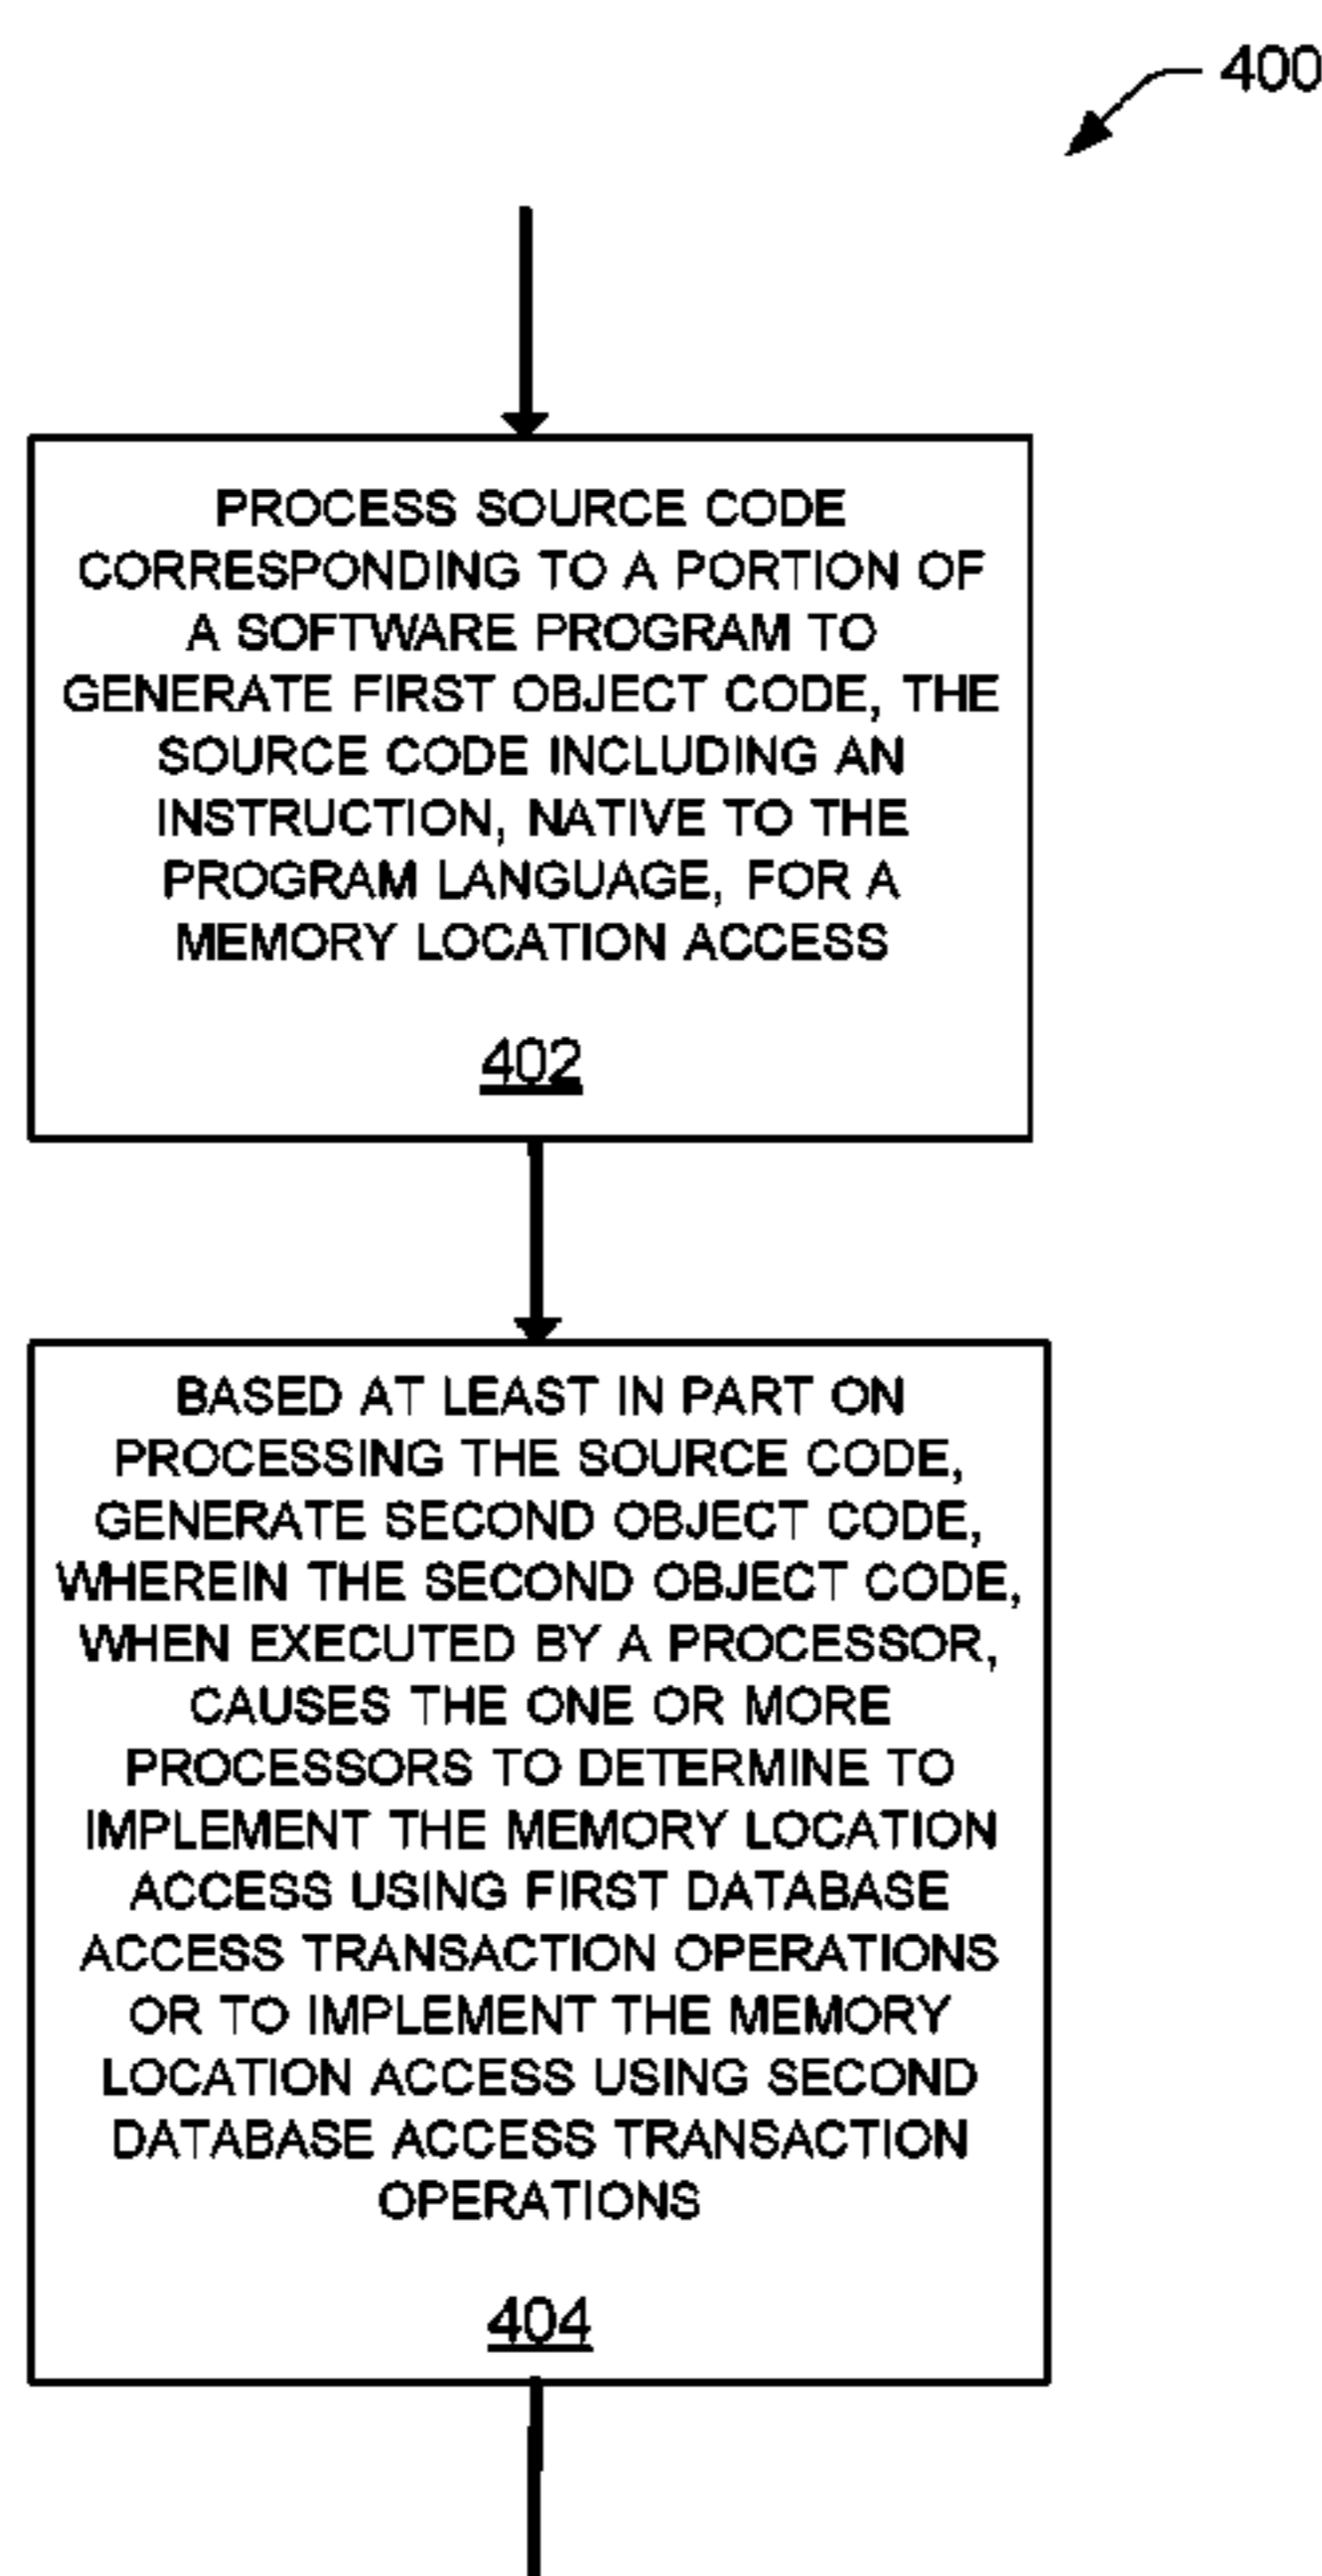 400
PROCESS SOURCE CODE
CORRESPONDING TO A PORTION OF
A SOFTWARE PROGRAM TO
GENERATE FIRST OBJECT CODE, THE
SOURCE CODE INCLUDING AN
INSTRUCTION, NATIVE TO THE
PROGRAM LANGUAGE, FOR A
MEMORY LOCATION ACCESS
402
BASED AT LEAST IN PART ON
PROCESSING THE SOURCE CODE,
GENERATE SECOND OBJECT CODE,
WHEREIN THE SECOND OBJECT CODE,
WHEN EXECUTED BY A PROCESSOR,
CAUSES THE ONE OR MORE
PROCESSORS TO DETERMINE TO
IMPLEMENT THE MEMORY LOCATION
ACCESS USING FIRST DATABASE
ACCESS TRANSACTION OPERATIONS
OR TO IMPLEMENT THE MEMORY
LOCATION ACCESS USING SECOND
DATABASE ACCESS TRANSACTION
OPERATIONS
404